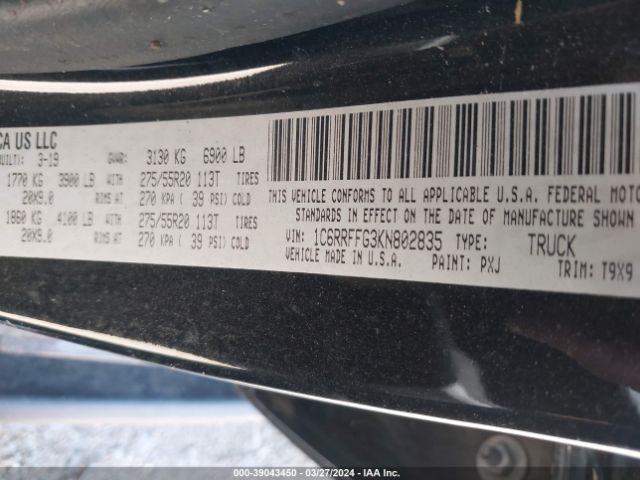 CA US LLC
UILT): 3-19 GVWR: 3130 KG 6900 LB
1770 KG 3900 LB WITH 275/55R20 113T TIRES
20X9.0 RIMS AT 270 KPA ( 39 PSI) COLD
1860 KG 4100 LB WITH 275/55R20 113T TIRES
20X9.0 RIMS AT 270 KPA ( 39 PSI) COLD
THIS VEHICLE CONFORMS TO ALL APPLICABLE U.S.A. FEDERAL MOTO
STANDARDS IN EFFECT ON THE DATE OF MANUFACTURE SHOWN
VIN: 1C6RRFFG3KN802835 TYPE: TRUCK
VEHICLE MADE IN U.S.A. PAINT: PXJ TRIM: T9X9
000-39043450 - 03/27/2024 - IAA Inc.